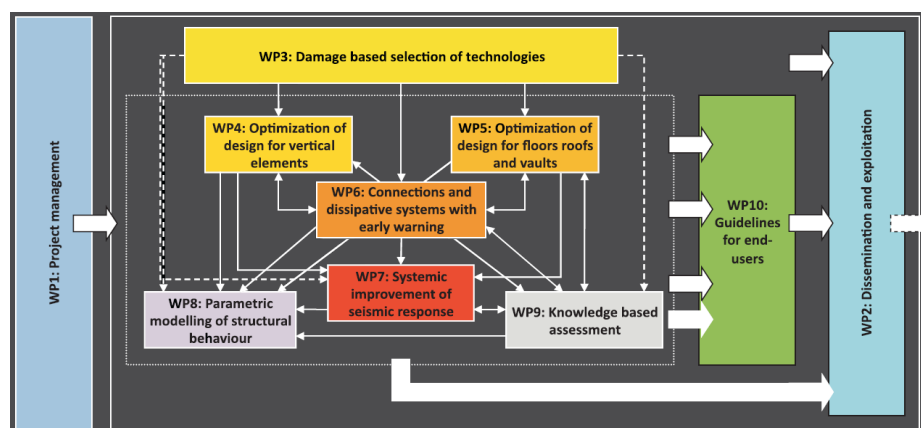 WP1: Project management
WP3: Damage based selection of technologies
WP4: Optimization of
design for vertical
elements
WP5: Optimization of
design for floors roofs
and vaults
WP6: Connections and
dissipative systems with
early warning
WP7: Systemic
improvement of
seismic response
WP8: Parametric
modelling of structural
behaviour
WP9: Knowledge based
assessment
WP10:
Guidelines
for end-
users
WP2: Dissemination and exploitation